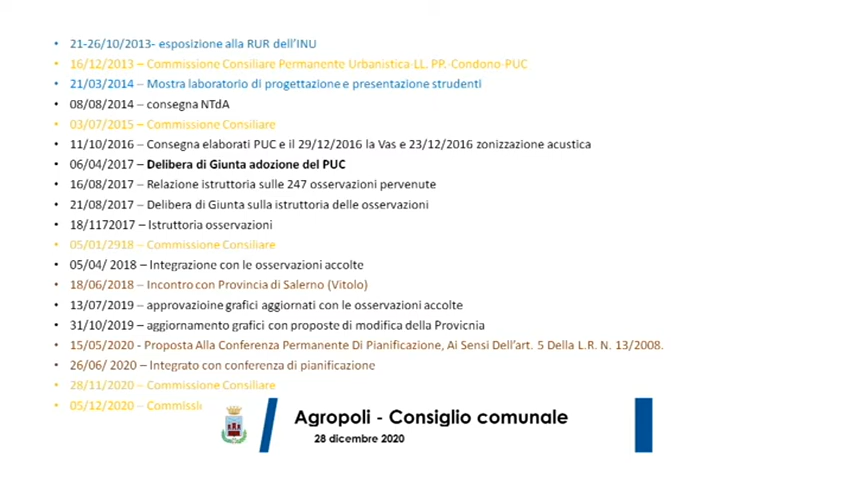 • 21-26/10/2013- esposizione alla RUR dell'INU
• 16/12/2013 – Commissione Consiliare Permanente Urbanistica-LL. PP.-Condono-PUC
• 21/03/2014 – Mostra laboratorio di progettazione e presentazione strudenti
• 08/08/2014 – consegna NTdA
• 03/07/2015 – Commissione Consiliare
• 11/10/2016 – Consegna elaborati PUC e il 29/12/2016 la Vas e 23/12/2016 zonizzazione acustica
• 06/04/2017 – Delibera di Giunta adozione del PUC
• 16/08/2017 – Relazione istruttoria sulle 247 osservazioni pervenute
• 21/08/2017 – Delibera di Giunta sulla istruttoria delle osservazioni
• 18/1172017 – Istruttoria osservazioni
• 05/01/2918 – Commissione Consiliare
• 05/04/ 2018 – Integrazione con le osservazioni accolte
• 18/06/2018 – Incontro con Provincia di Salerno (Vitolo)
• 13/07/2019 – approvazioine grafici aggiornati con le osservazioni accolte
• 31/10/2019 – aggiornamento grafici con proposte di modifica della Provicnia
• 15/05/2020 - Proposta Alla Conferenza Permanente Di Pianificazione, Ai Sensi Dell'art. 5 Della L.R. N. 13/2008.
• 26/06/ 2020 – Integrato con conferenza di pianificazione
• 28/11/2020 – Commissione Consiliare
• 05/12/2020 – Commissi
Agropoli - Consiglio comunale
28 dicembre 2020